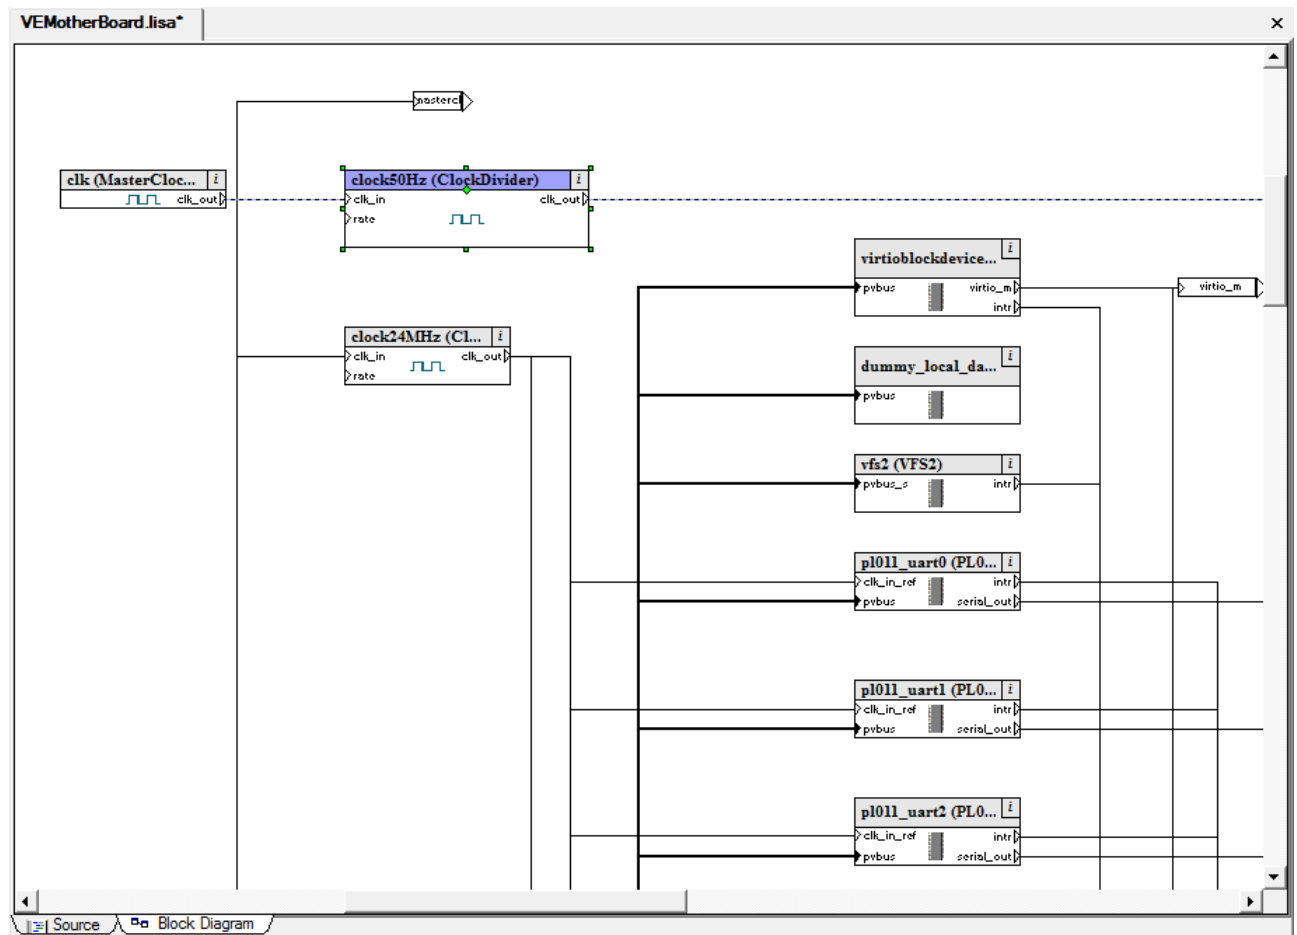 VEMotherBoard.lisa*
clk (MasterCloc... i
clk_out
clock50Hz (ClockDivider) i
clk_in clk_out
rate
virtioblockdevice... i
pvbus virtio_m
intr
virtio_m
clock24MHz (Cl... i
clk_in clk_out
rate
dummy_local_da... i
pvbus
vfs2 (VFS2) i
pvbus_s intr
pl011_uart0 (PL0... i
clk_in_ref intr
pvbus serial_out
pl011_uart1 (PL0... i
clk_in_ref intr
pvbus serial_out
pl011_uart2 (PL0... i
clk_in_ref intr
pvbus serial_out
Source Block Diagram